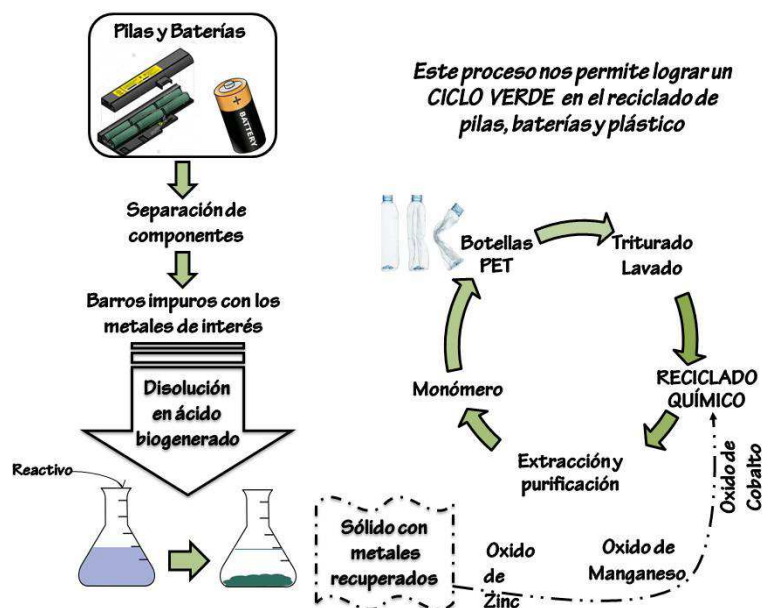 Pilas y Baterías
BATTERY
Separación de
componentes
Barros impuros con los
metales de interés
Disolución
en ácido
biogenerado
Reactivo
Sólido con
metales
recuperados
Este proceso nos permite lograr un
CICLO VERDE en el reciclado de
pilas, baterías y plástico
Botellas
PET
Triturado
Lavado
RECICLADO
QUÍMICO
Extracción y
purificación
Monómero
Oxido
de
Zinc
Oxido de
Manganeso
Oxido de
Cobalto